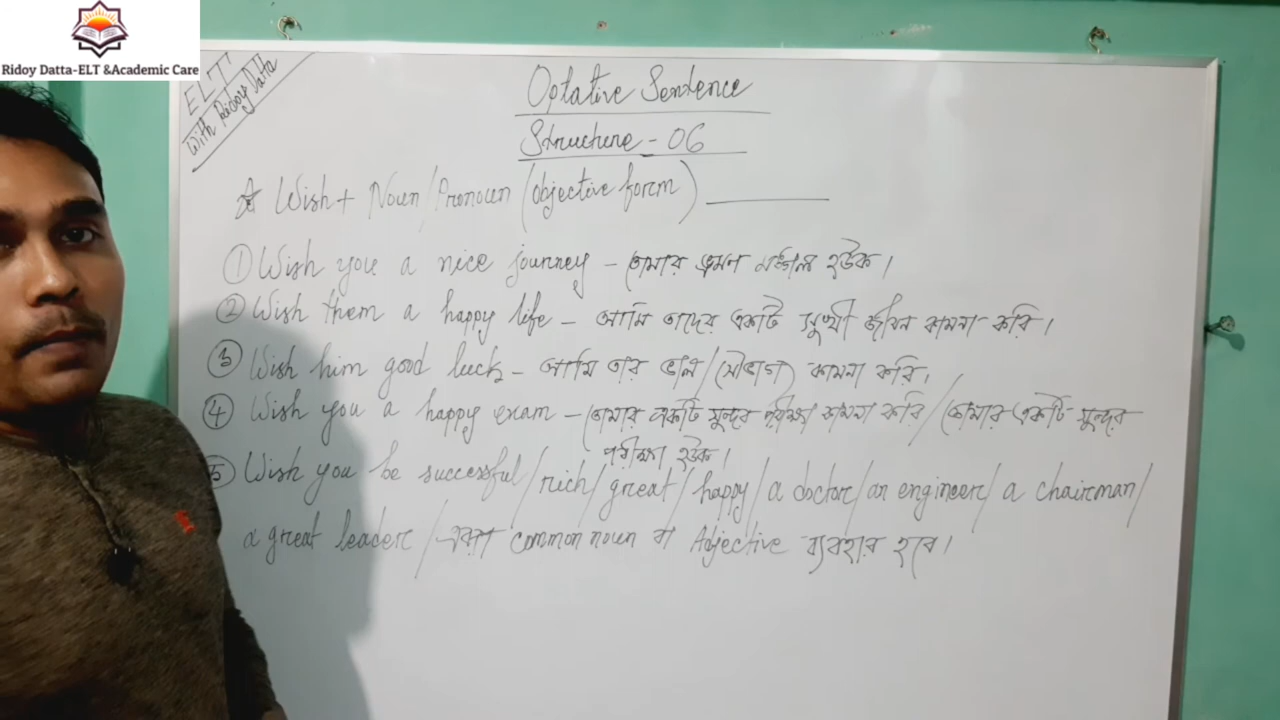 Ridoy Datta-ELT &Academic Care
ELT
with Ridoy Datta
Optative Sentence
Structure - 06
Wish + Noun/Pronoun (objective form) ________
① Wish you a nice journey - তোমার ভ্রমণ মঙ্গল হউক।
② Wish them a happy life - আমি তাদের একটি সুখী জীবন কামনা করি।
③ Wish him good luck - আমি তার ভাল/(সৌভাগ্য) কামনা করি।
④ Wish you a happy exam - তোমার একটি সুন্দর পরীক্ষা কামনা করি/তোমার একটি সুন্দর
পরীক্ষা হউক।
⑤ Wish you be successful/rich/great/happy/a doctor/an engineer/a chairman/
a great leader/এরূপ common noun বা Adjective ব্যবহার হবে।